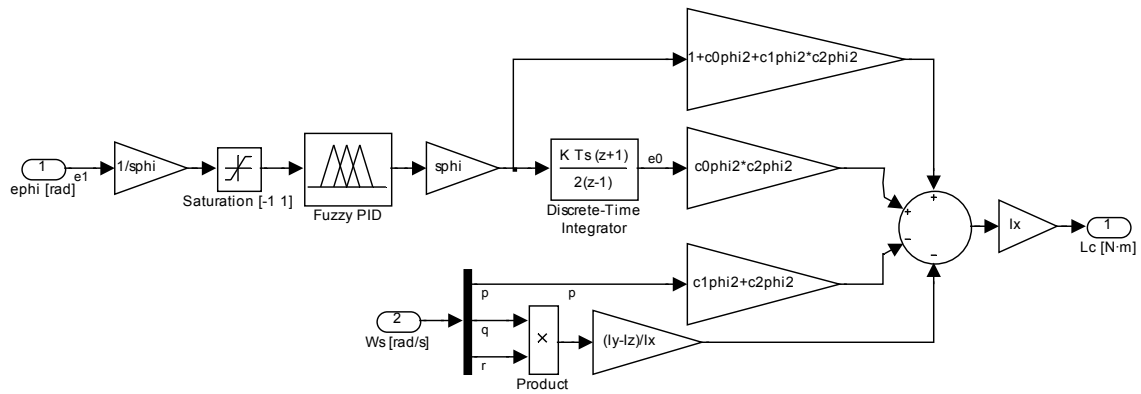 1+c0phi2+c1phi2*c2phi2
1
ephi [rad]
e1
1/sphi
Saturation [-1 1]
Fuzzy PID
sphi
K Ts (z+1)
2(z-1)
Discrete-Time
Integrator
e0
c0phi2*c2phi2
+
+
−
−
Ix
1
Lc [N·m]
2
Ws [rad/s]
p
q
r
p
c1phi2+c2phi2
×
Product
(Iy-Iz)/Ix